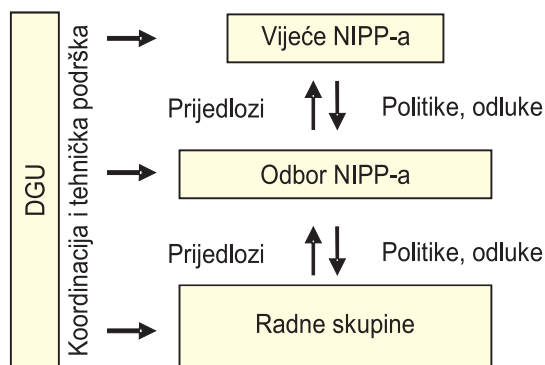 DGU
Koordinacija i tehnička podrška
Vijeće NIPP-a
Prijedlozi
Politike, odluke
Odbor NIPP-a
Prijedlozi
Politike, odluke
Radne skupine